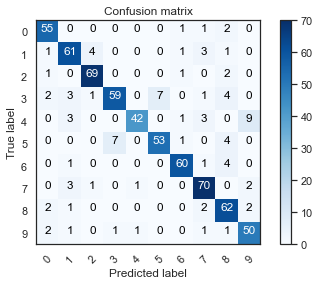 Confusion matrix
0 55 0 0 0 0 1 1 2 0
1 1 61 4 0 0 0 1 3 1 0
2 1 0 69 0 0 0 0 0 2 0
3 2 3 1 59 0 7 0 1 4 0
4 0 3 0 0 42 0 1 3 0 9
5 0 0 0 7 0 53 1 0 4 0
6 0 1 0 0 0 0 60 1 4 0
7 0 3 1 0 1 0 0 70 0 2
8 2 1 0 0 0 0 0 2 62 2
9 2 1 0 1 1 0 1 1 1 50
0 1 2 3 4 5 6 7 8 9
True label
Predicted label
70
60
50
40
30
20
10
0